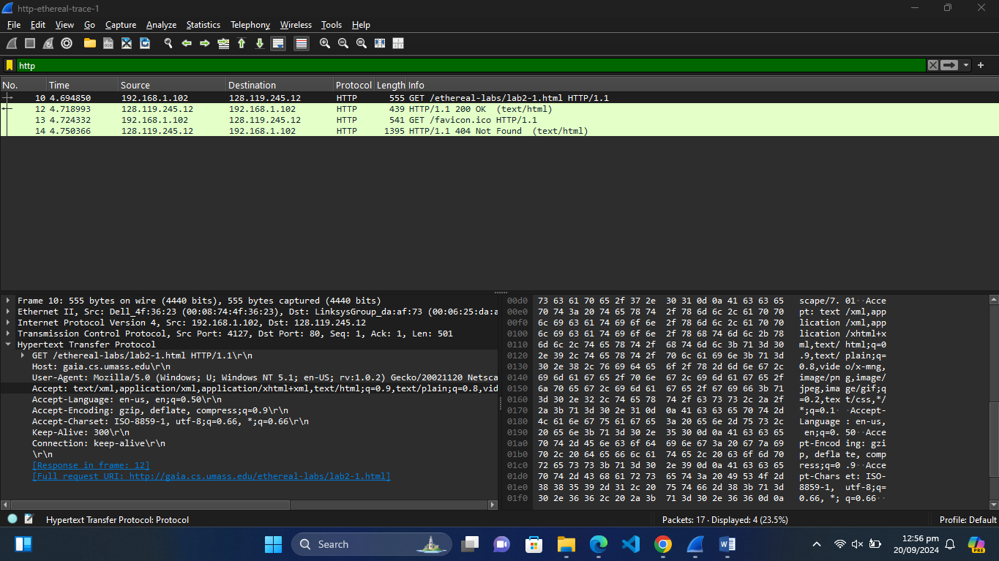 http-ethereal-trace-1
File Edit View Go Capture Analyze Statistics Telephony Wireless Tools Help
http
No. Time Source Destination Protocol Length Info
10 4.694850 192.168.1.102 128.119.245.12 HTTP 555 GET /ethereal-labs/lab2-1.html HTTP/1.1
12 4.718993 128.119.245.12 192.168.1.102 HTTP 439 HTTP/1.1 200 OK (text/html)
13 4.724332 192.168.1.102 128.119.245.12 HTTP 541 GET /favicon.ico HTTP/1.1
14 4.750366 128.119.245.12 192.168.1.102 HTTP 1395 HTTP/1.1 404 Not Found (text/html)
Frame 10: 555 bytes on wire (4440 bits), 555 bytes captured (4440 bits)
Ethernet II, Src: Dell_4f:36:23 (00:08:74:4f:36:23), Dst: LinksysGroup_da:af:73 (00:06:25:da:a
Internet Protocol Version 4, Src: 192.168.1.102, Dst: 128.119.245.12
Transmission Control Protocol, Src Port: 4127, Dst Port: 80, Seq: 1, Ack: 1, Len: 501
Hypertext Transfer Protocol
GET /ethereal-labs/lab2-1.html HTTP/1.1\r\n
Host: gaia.cs.umass.edu\r\n
User-Agent: Mozilla/5.0 (Windows; U; Windows NT 5.1; en-US; rv:1.0.2) Gecko/20021120 Netsca
Accept: text/xml,application/xml,application/xhtml+xml,text/html;q=0.9,text/plain;q=0.8,vid
Accept-Language: en-us, en;q=0.50\r\n
Accept-Encoding: gzip, deflate, compress;q=0.9\r\n
Accept-Charset: ISO-8859-1, utf-8;q=0.66, *;q=0.66\r\n
Keep-Alive: 300\r\n
Connection: keep-alive\r\n
\r\n
[Response in frame: 12]
[Full request URI: http://gaia.cs.umass.edu/ethereal-labs/lab2-1.html]
00d0 73 63 61 70 65 2f 37 2e 30 31 0d 0a 41 63 63 65 scape/7. 01··Acce
00e0 70 74 3a 20 74 65 78 74 2f 78 6d 6c 2c 61 70 70 pt: text /xml,app
00f0 6c 69 63 61 74 69 6f 6e 2f 78 6d 6c 2c 61 70 70 lication /xml,app
0100 6c 69 63 61 74 69 6f 6e 2f 78 68 74 6d 6c 2b 78 lication /xhtml+x
0110 6d 6c 2c 74 65 78 74 2f 68 74 6d 6c 3b 71 3d 30 ml,text/ html;q=0
0120 2e 39 2c 74 65 78 74 2f 70 6c 61 69 6e 3b 71 3d .9,text/ plain;q=
0130 30 2e 38 2c 76 69 64 65 6f 2f 78 2d 6d 6e 67 2c 0.8,vide o/x-mng,
0140 69 6d 61 67 65 2f 70 6e 67 2c 69 6d 61 67 65 2f image/pn g,image/
0150 6a 70 65 67 2c 69 6d 61 67 65 2f 67 69 66 3b 71 jpeg,ima ge/gif;q
0160 3d 30 2e 32 2c 74 65 78 74 2f 63 73 73 2c 2a 2f =0.2,tex t/css,*/
0170 2a 3b 71 3d 30 2e 31 0d 0a 41 63 63 65 70 74 2d *;q=0.1· ·Accept-
0180 4c 61 6e 67 75 61 67 65 3a 20 65 6e 2d 75 73 2c Language : en-us,
0190 20 65 6e 3b 71 3d 30 2e 35 30 0d 0a 41 63 63 65 en;q=0. 50··Acce
01a0 70 74 2d 45 6e 63 6f 64 69 6e 67 3a 20 67 7a 69 pt-Encod ing: gzi
01b0 70 2c 20 64 65 66 6c 61 74 65 2c 20 63 6f 6d 70 p, defla te, comp
01c0 72 65 73 73 3b 71 3d 30 2e 39 0d 0a 41 63 63 65 ress;q=0 .9··Acce
01d0 70 74 2d 43 68 61 72 73 65 74 3a 20 49 53 4f 2d pt-Chars et: ISO-
01e0 38 38 35 39 2d 31 2c 20 75 74 66 2d 38 3b 71 3d 8859-1, utf-8;q=
01f0 30 2e 36 36 2c 20 2a 3b 71 3d 30 2e 36 36 0d 0a 0.66, *; q=0.66··
Hypertext Transfer Protocol: Protocol
Packets: 17 · Displayed: 4 (23.5%)
Profile: Default
Search
12:56 pm
20/09/2024
PRE